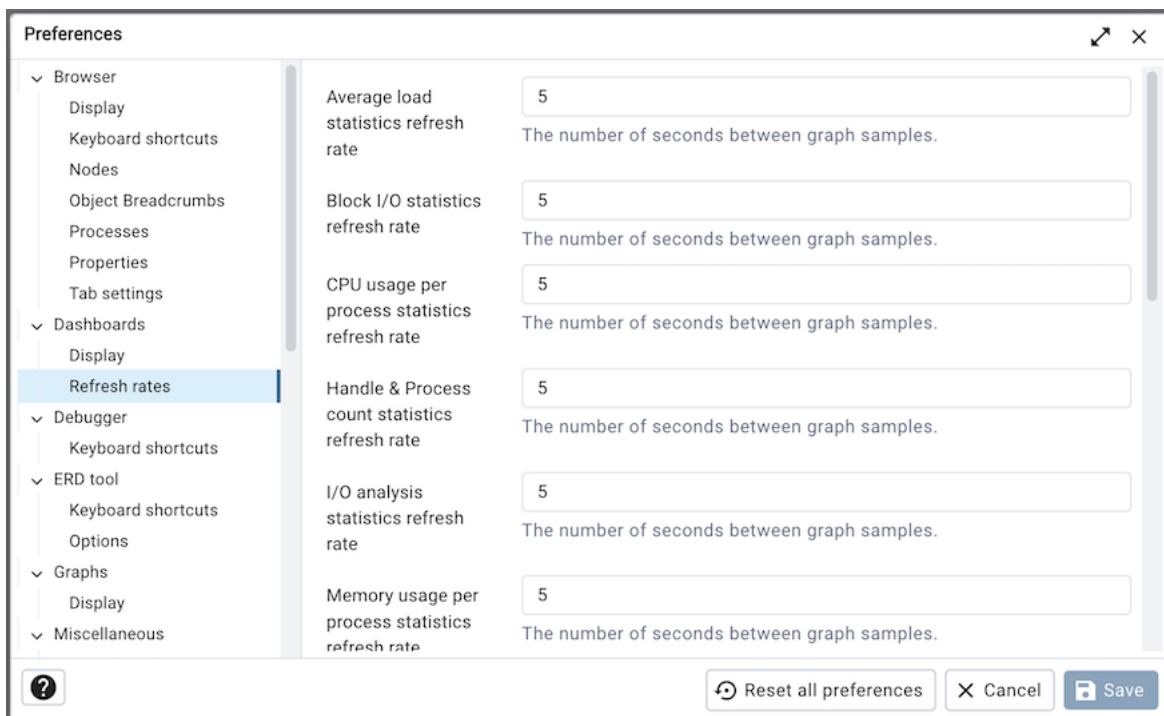 Preferences
Browser
Display
Keyboard shortcuts
Nodes
Object Breadcrumbs
Processes
Properties
Tab settings
Dashboards
Display
Refresh rates
Debugger
Keyboard shortcuts
ERD tool
Keyboard shortcuts
Options
Graphs
Display
Miscellaneous
Average load
statistics refresh
rate
5
The number of seconds between graph samples.
Block I/O statistics
refresh rate
5
The number of seconds between graph samples.
CPU usage per
process statistics
refresh rate
5
The number of seconds between graph samples.
Handle & Process
count statistics
refresh rate
5
The number of seconds between graph samples.
I/O analysis
statistics refresh
rate
5
The number of seconds between graph samples.
Memory usage per
process statistics
refresh rate
5
The number of seconds between graph samples.
?
Reset all preferences
Cancel
Save